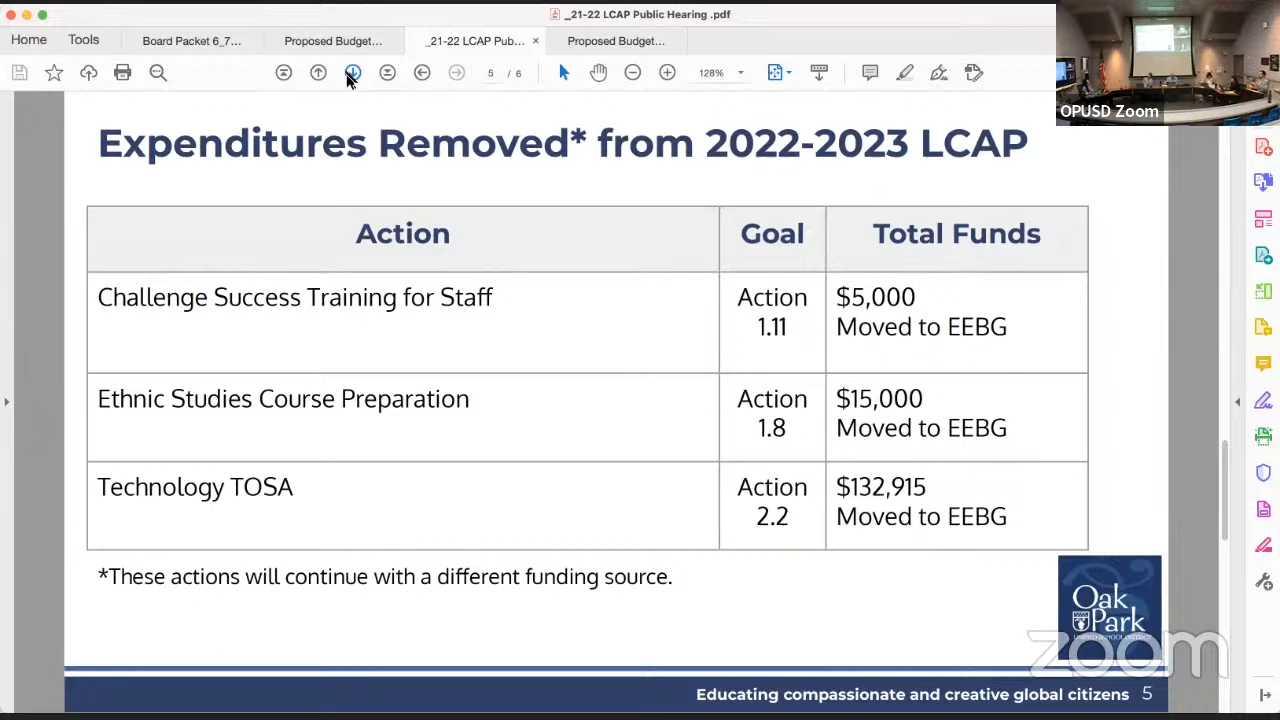 _21-22 LCAP Public Hearing .pdf
Home
Tools
Board Packet 6_7...
Proposed Budget...
_21-22 LCAP Pub... ×
Proposed Budget...
5 / 6
128%
OPUSD Zoom
Expenditures Removed* from 2022-2023 LCAP
Action
Goal
Total Funds
Challenge Success Training for Staff
Action
1.11
$5,000
Moved to EEBG
Ethnic Studies Course Preparation
Action
1.8
$15,000
Moved to EEBG
Technology TOSA
Action
2.2
$132,915
Moved to EEBG
*These actions will continue with a different funding source.
Oak
Park
UNIFIED SCHOOL DISTRICT
zoom
Educating compassionate and creative global citizens 5